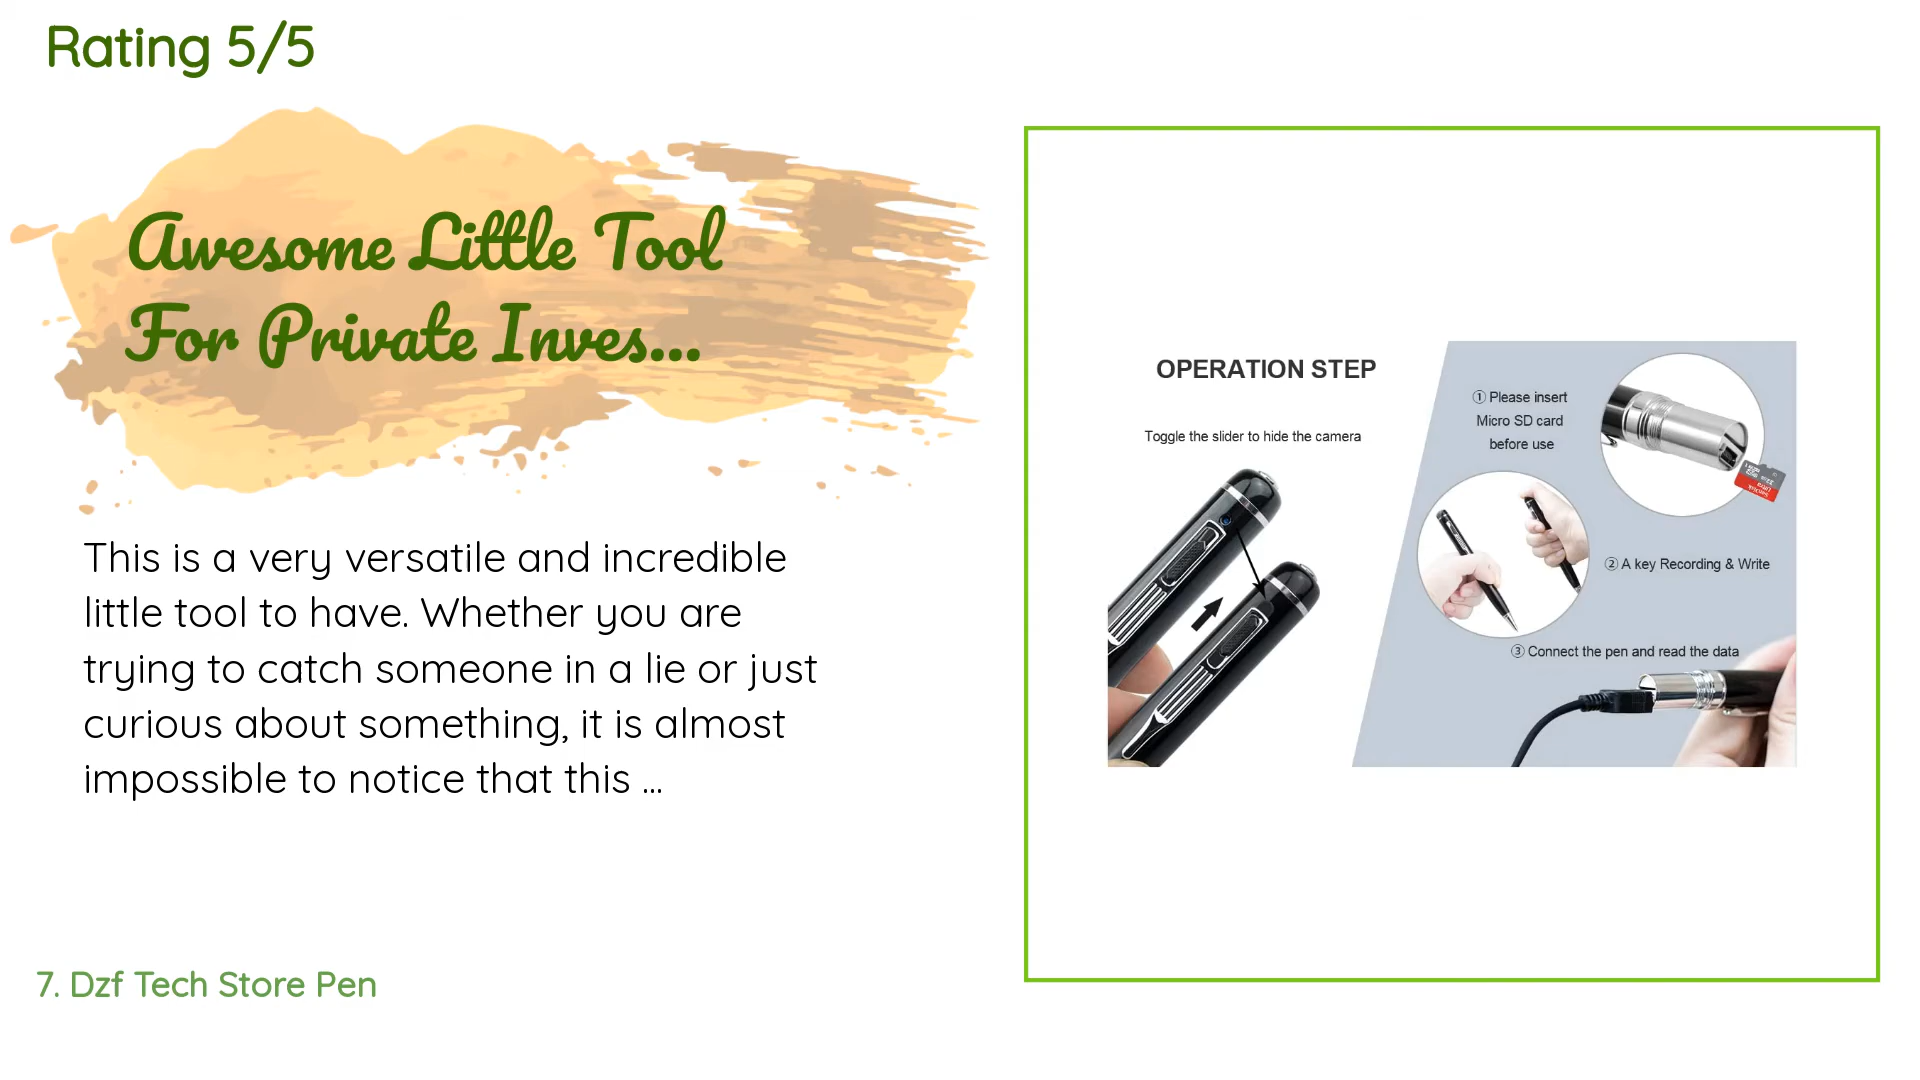 Rating 5/5
Awesome Little Tool
For Private Inves...
This is a very versatile and incredible
little tool to have. Whether you are
trying to catch someone in a lie or just
curious about something, it is almost
impossible to notice that this ...
7. Dzf Tech Store Pen
OPERATION STEP
Toggle the slider to hide the camera
① Please insert
Micro SD card
before use
② A key Recording & Write
③ Connect the pen and read the data